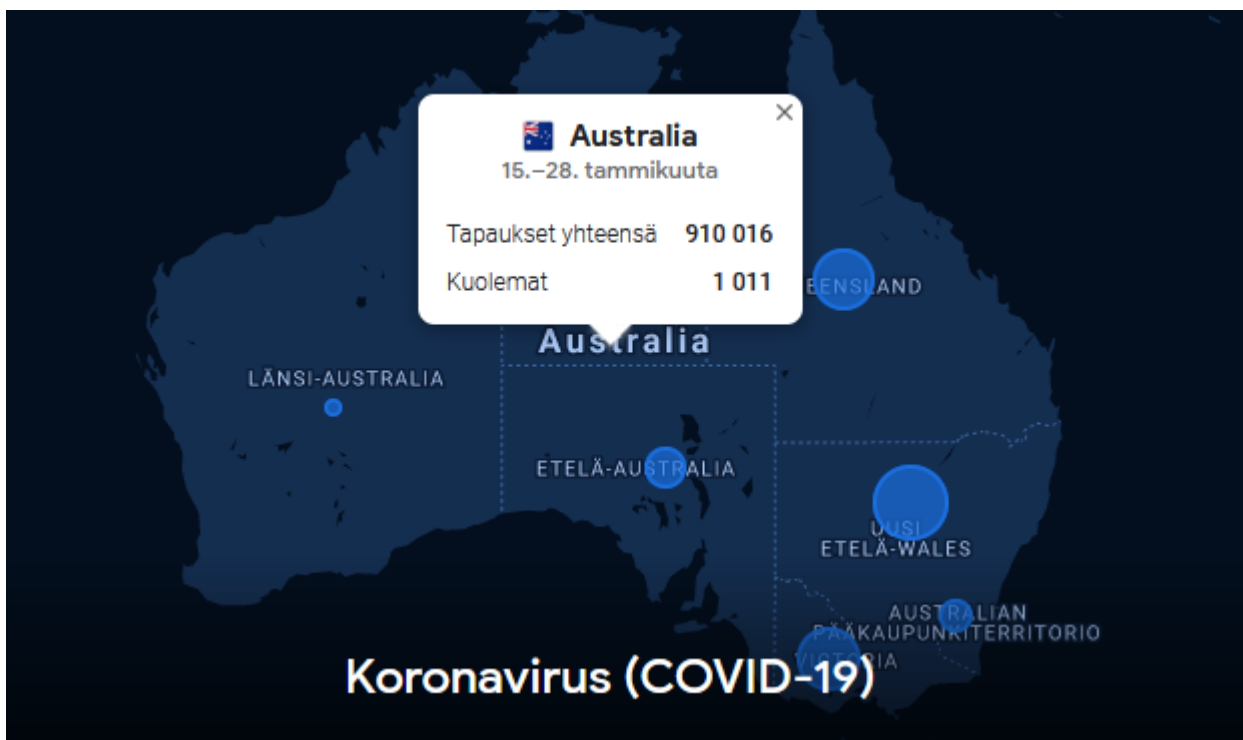 Australia
15.–28. tammikuuta
Tapaukset yhteensä 910 016
Kuolemat 1 011
EENSLAND
Australia
LÄNSI-AUSTRALIA
ETELÄ-AUSTRALIA
UUSI
ETELÄ-WALES
AUSTRALIAN
PÄÄKAUPUNKITERRITORIO
VICTORIA
Koronavirus (COVID-19)